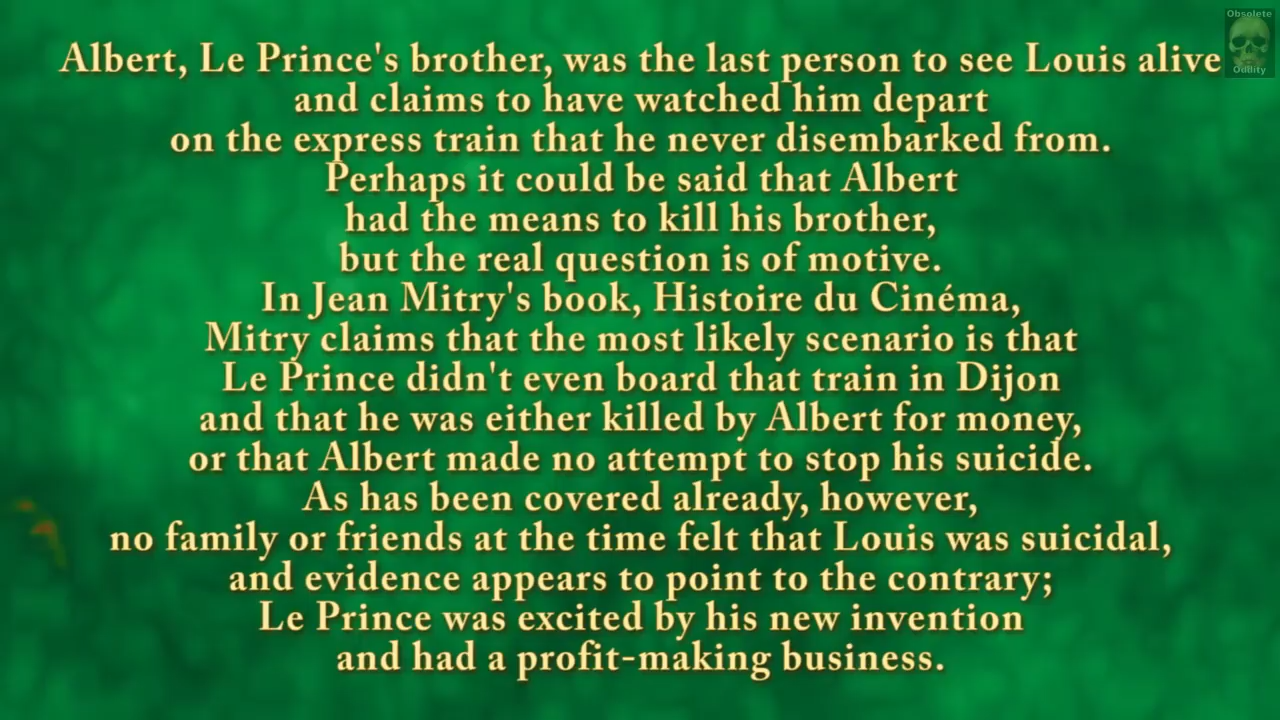 Obsolete
Oddity
Albert, Le Prince's brother, was the last person to see Louis alive
and claims to have watched him depart
on the express train that he never disembarked from.
Perhaps it could be said that Albert
had the means to kill his brother,
but the real question is of motive.
In Jean Mitry's book, Histoire du Cinéma,
Mitry claims that the most likely scenario is that
Le Prince didn't even board that train in Dijon
and that he was either killed by Albert for money,
or that Albert made no attempt to stop his suicide.
As has been covered already, however,
no family or friends at the time felt that Louis was suicidal,
and evidence appears to point to the contrary;
Le Prince was excited by his new invention
and had a profit-making business.